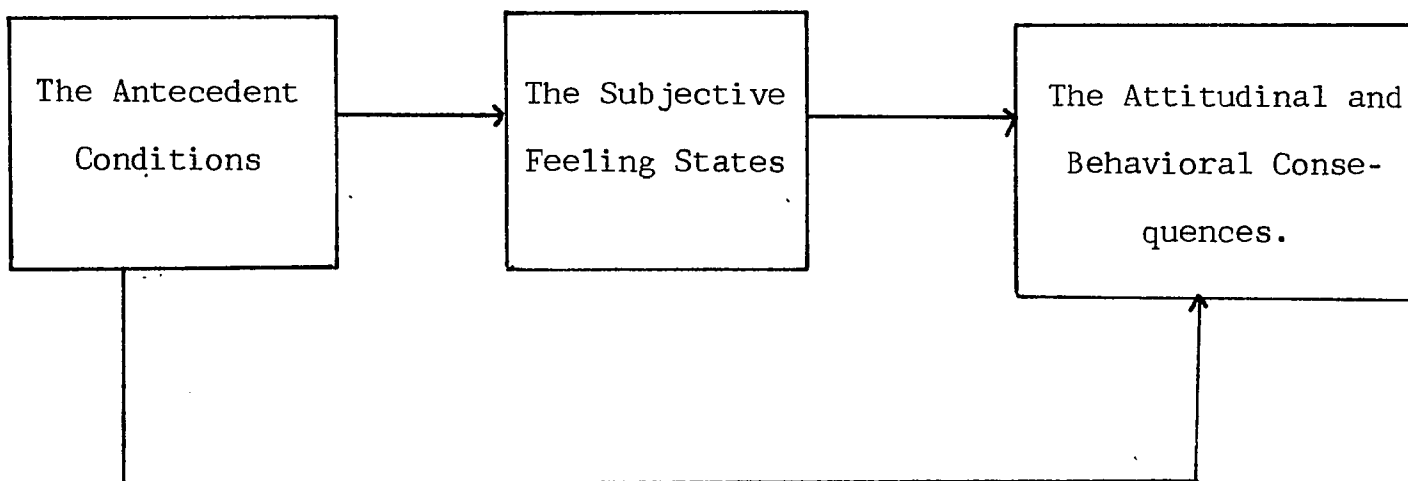 The Antecedent
Conditions
The Subjective
Feeling States
The Attitudinal and
Behavioral Conse-
quences.